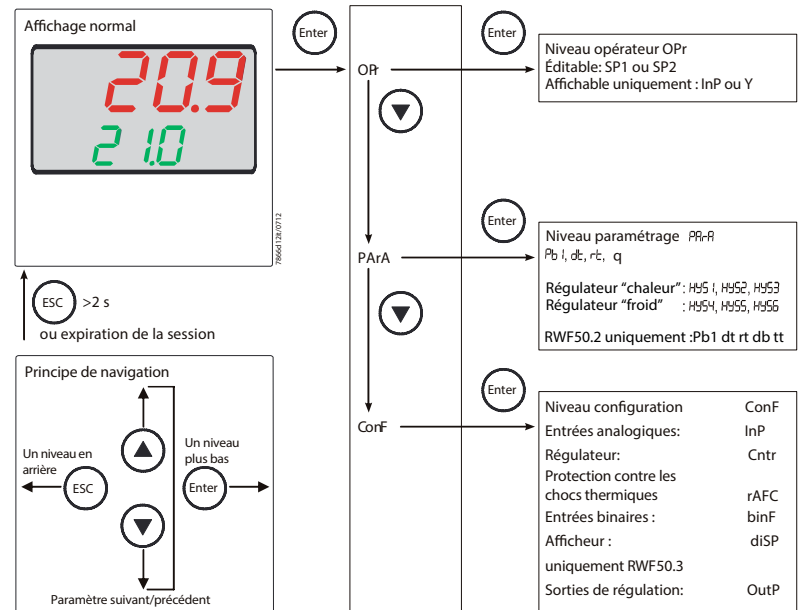 Affichage normal
20.9
21.0
7866d12fr/0712
ESC
>2 s
ou expiration de la session
Principe de navigation
Un niveau en
arrière
ESC
Un niveau
plus bas
Enter
Paramètre suivant/précédent
Enter
OPr
PArA
ConF
Enter
Niveau opérateur OPr
Éditable: SP1 ou SP2
Affichable uniquement : InP ou Y
Enter
Niveau paramétrage PArA
Pb1, dt, rt, q
Régulateur “chaleur”: HYS1, HYS2, HYS3
Régulateur “froid” : HYS4, HYS5, HYS6
RWF50.2 uniquement :Pb1 dt rt db tt
Enter
Niveau configuration ConF
Entrées analogiques: InP
Régulateur: Cntr
Protection contre les
chocs thermiques rAFC
Entrées binaires : binF
Afficheur : diSP
uniquement RWF50.3
Sorties de régulation: OutP